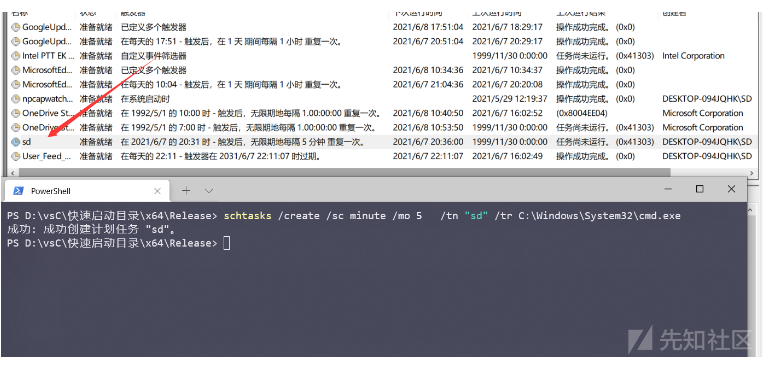 名称 状态 触发器 下次运行时间 上次运行时间 上次运行结果 创建者
GoogleUpd... 准备就绪 已定义多个触发器 2021/6/8 17:51:04 2021/6/7 18:29:17 操作成功完成。 (0x0)
GoogleUpd... 准备就绪 在每天的 17:51 - 触发后，在 1 天 期间每隔 1 小时 重复一次。 2021/6/7 20:51:04 2021/6/7 20:29:17 操作成功完成。 (0x0)
Intel PTT EK ... 准备就绪 自定义事件筛选器 1999/11/30 0:00:00 任务尚未运行。 (0x41303) Intel Corporation
MicrosoftEd... 准备就绪 已定义多个触发器 2021/6/8 10:34:36 2021/6/7 10:34:37 操作成功完成。 (0x0)
MicrosoftEd... 准备就绪 在每天的 10:04 - 触发后，在 1 天 期间每隔 1 小时 重复一次。 2021/6/7 21:04:36 2021/6/7 20:20:08 操作成功完成。 (0x0)
npcapwatch... 准备就绪 在系统启动时 2021/5/29 12:19:37 操作成功完成。 (0x0) DESKTOP-094JQHK\SD
OneDrive St... 准备就绪 在 1992/5/1 的 10:00 时 - 触发后，无限期地每隔 1.00:00:00 重复一次。 2021/6/8 10:40:50 2021/6/7 16:02:52 (0x8004EE04) Microsoft Corporation
OneDrive St... 准备就绪 在 1992/5/1 的 7:00 时 - 触发后，无限期地每隔 1.00:00:00 重复一次。 2021/6/8 10:53:50 1999/11/30 0:00:00 任务尚未运行。 (0x41303) Microsoft Corporation
sd 准备就绪 在 2021/6/7 的 20:31 时 - 触发后，无限期地每隔 5 分钟 重复一次。 2021/6/7 20:36:00 1999/11/30 0:00:00 任务尚未运行。 (0x41303) DESKTOP-094JQHK\SD
User_Feed_... 准备就绪 在每天的 22:11 - 触发器在 2031/6/7 22:11:07 时过期。 2021/6/7 22:11:07 2021/6/7 16:02:49 操作成功完成。 (0x0) DESKTOP-094JQHK\SD
PowerShell
PS D:\vsC\快速启动目录\x64\Release> schtasks /create /sc minute /mo 5 /tn "sd" /tr C:\Windows\System32\cmd.exe
成功: 成功创建计划任务 "sd"。
PS D:\vsC\快速启动目录\x64\Release>
先知社区